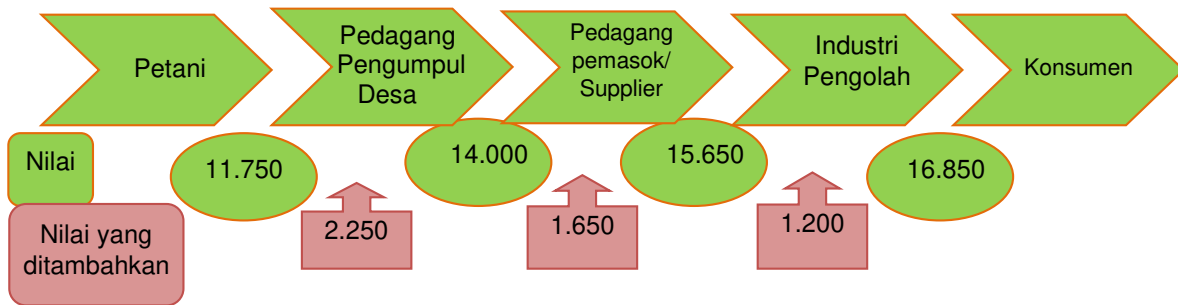 Petani
Pedagang
Pengumpul
Desa
Pedagang
pemasok/
Supplier
Industri
Pengolah
Konsumen
Nilai
11.750
14.000
15.650
16.850
Nilai yang
ditambahkan
2.250
1.650
1.200